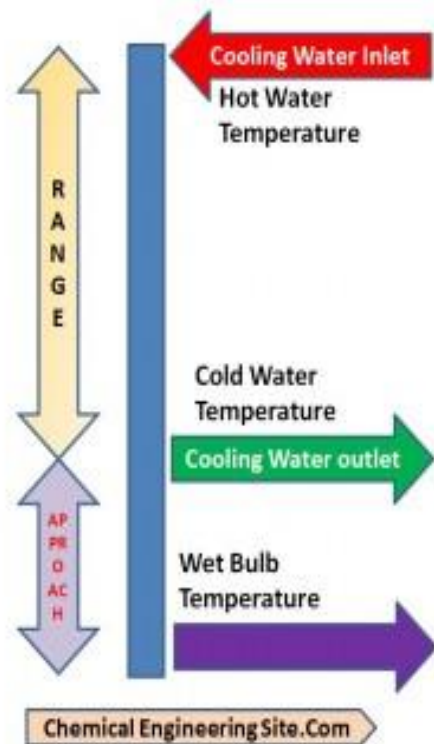 Cooling Water Inlet
Hot Water
Temperature
R
A
N
G
E
Cold Water
Temperature
Cooling Water outlet
AP
PR
O
AC
H
Wet Bulb
Temperature
Chemical Engineering Site.Com